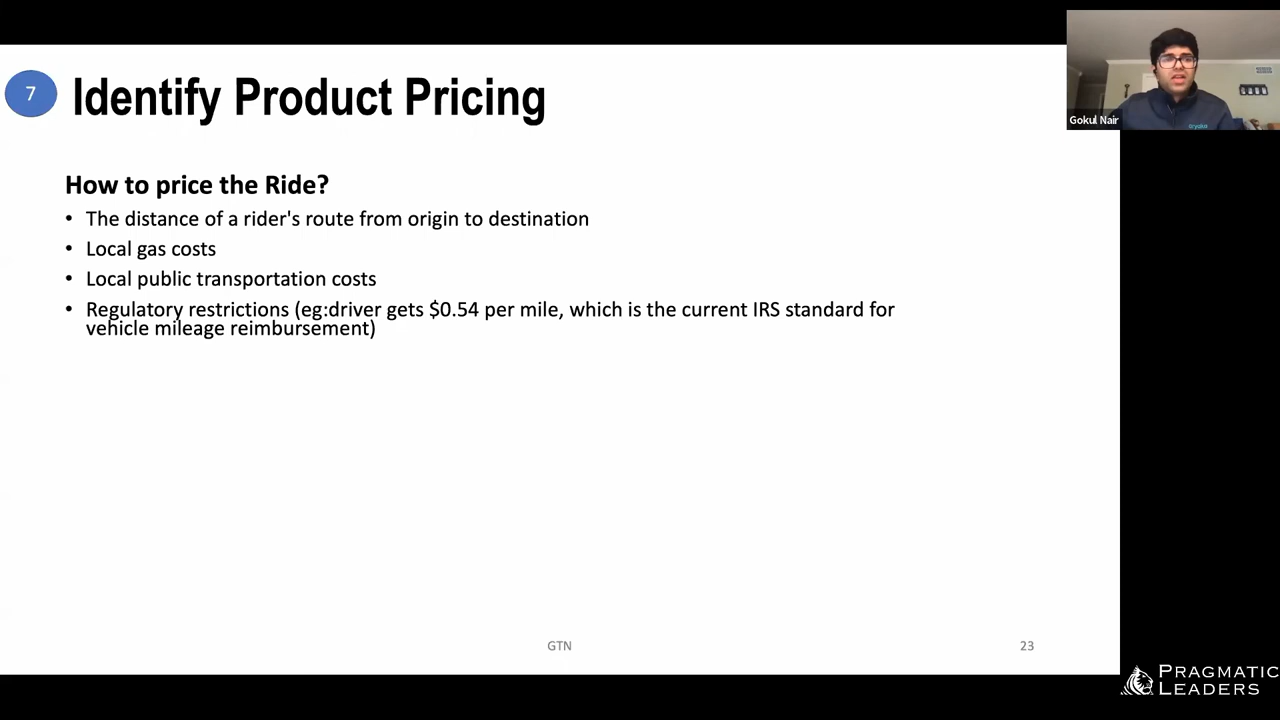 7
Identify Product Pricing
Gokul Nair
How to price the Ride?
• The distance of a rider's route from origin to destination
• Local gas costs
• Local public transportation costs
• Regulatory restrictions (eg:driver gets $0.54 per mile, which is the current IRS standard for
vehicle mileage reimbursement)
GTN
23
PRAGMATIC
LEADERS